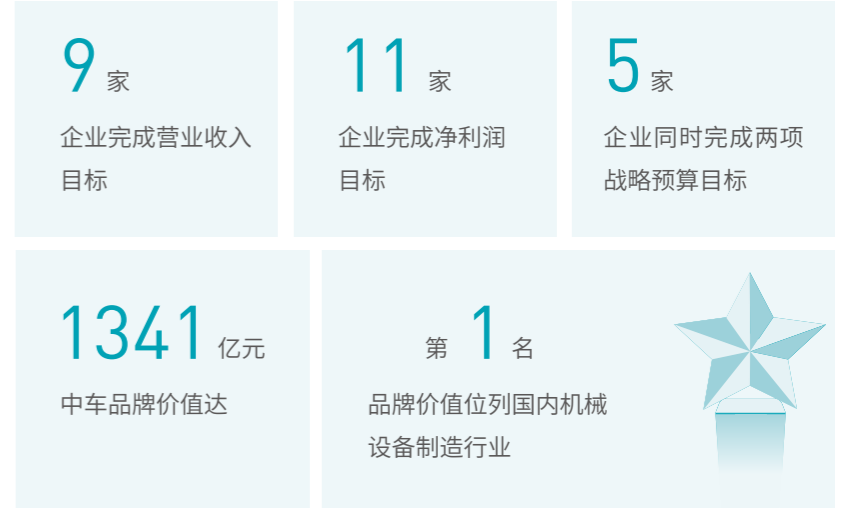 9 家
企业完成营业收入
目标
11 家
企业完成净利润
目标
5 家
企业同时完成两项
战略预算目标
1341 亿元
中车品牌价值达
第 1 名
品牌价值位列国内机械
设备制造行业